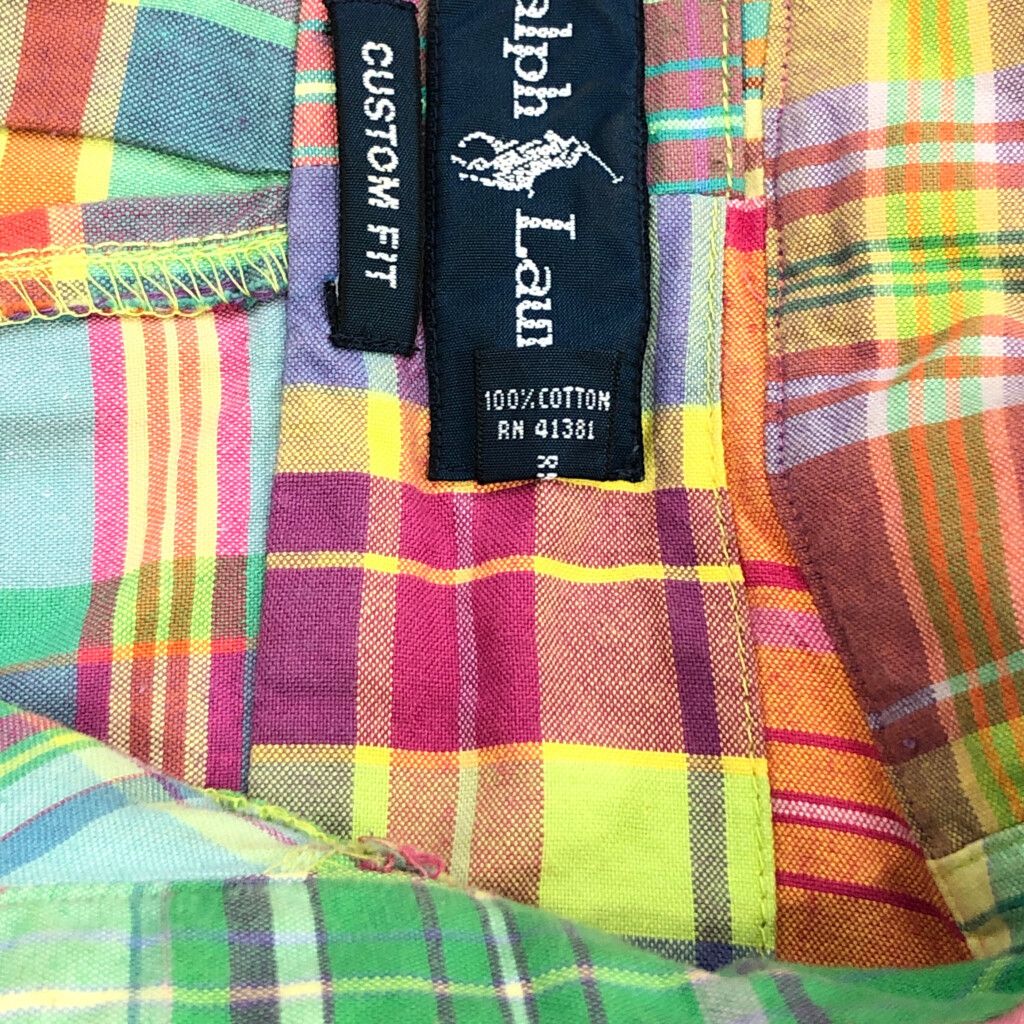 CUSTOM FIT
alph Laur
100% COTTON
RN 41381